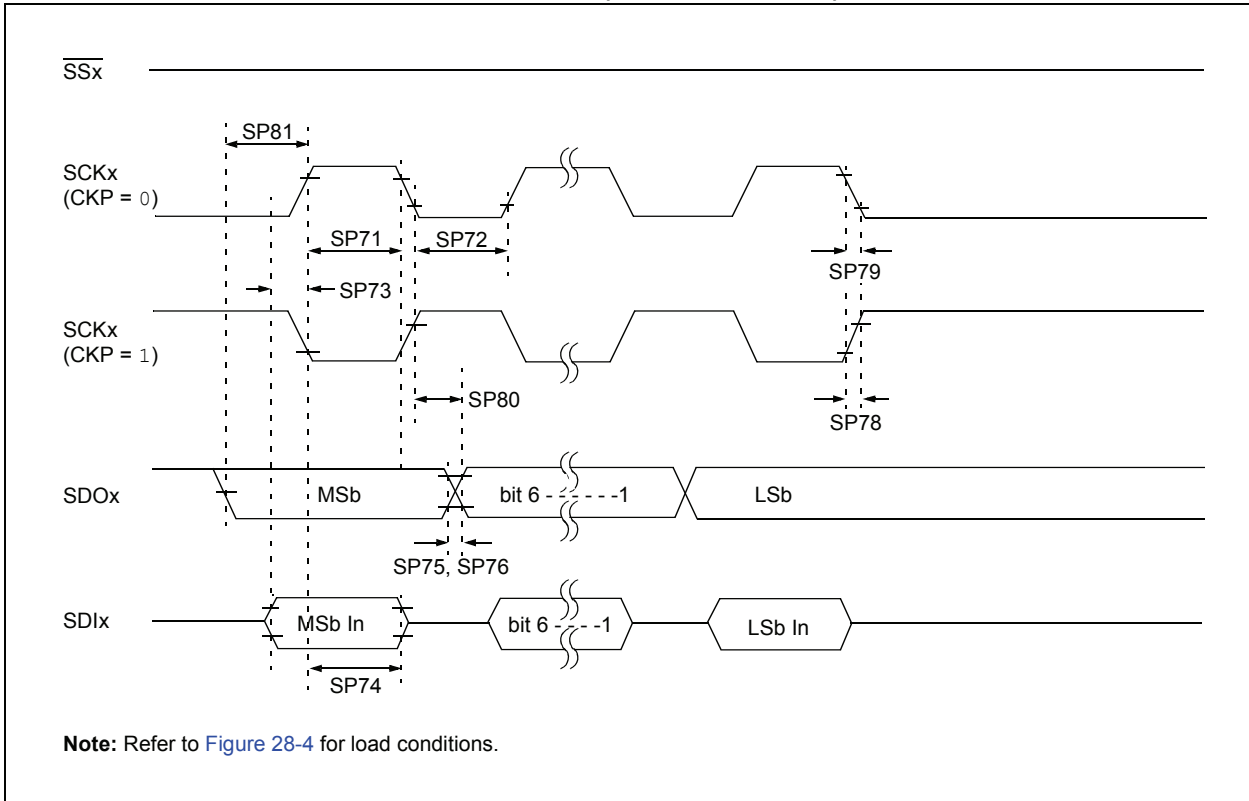 SSx
SP81
SCKx
(CKP = 0)
SP71
SP72
SP79
SP73
SCKx
(CKP = 1)
SP80
SP78
SDOx
MSb
bit 6 - - - - - -1
LSb
SP75, SP76
SDIx
MSb In
bit 6 - - - -1
LSb In
SP74
Note: Refer to Figure 28-4 for load conditions.